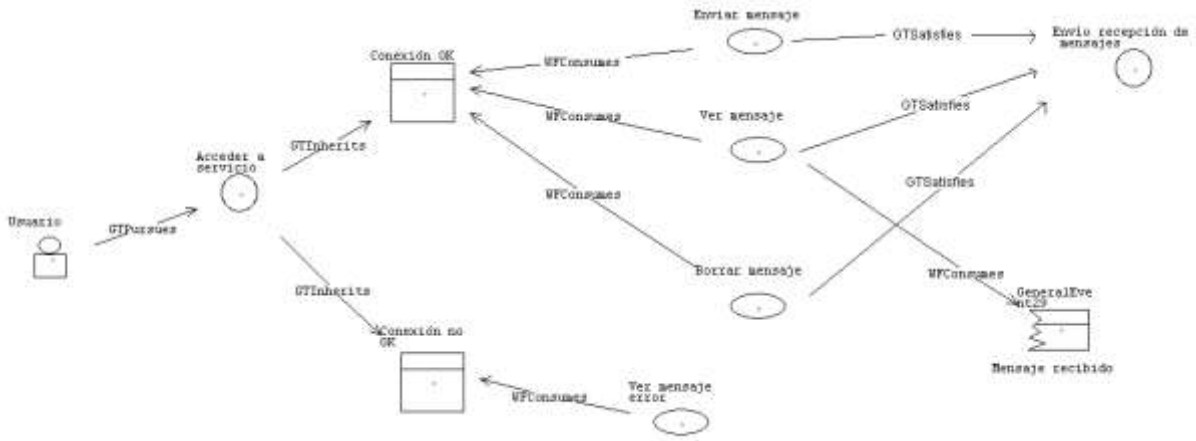 Enviar mensaje
GTSatisfies
Envío recepción de
mensajes
Conexión OK
WFConsumes
GTSatisfies
WFConsumes
Ver mensaje
GTInherits
Acceder a
servicio
GTSatisfies
WFConsumes
Usuario
GTPursues
Borrar mensaje
WFConsumes
GTInherits
GeneralEve
nt29
Conexión no
OK
Mensaje recibido
Ver mensaje
error
WFConsumes